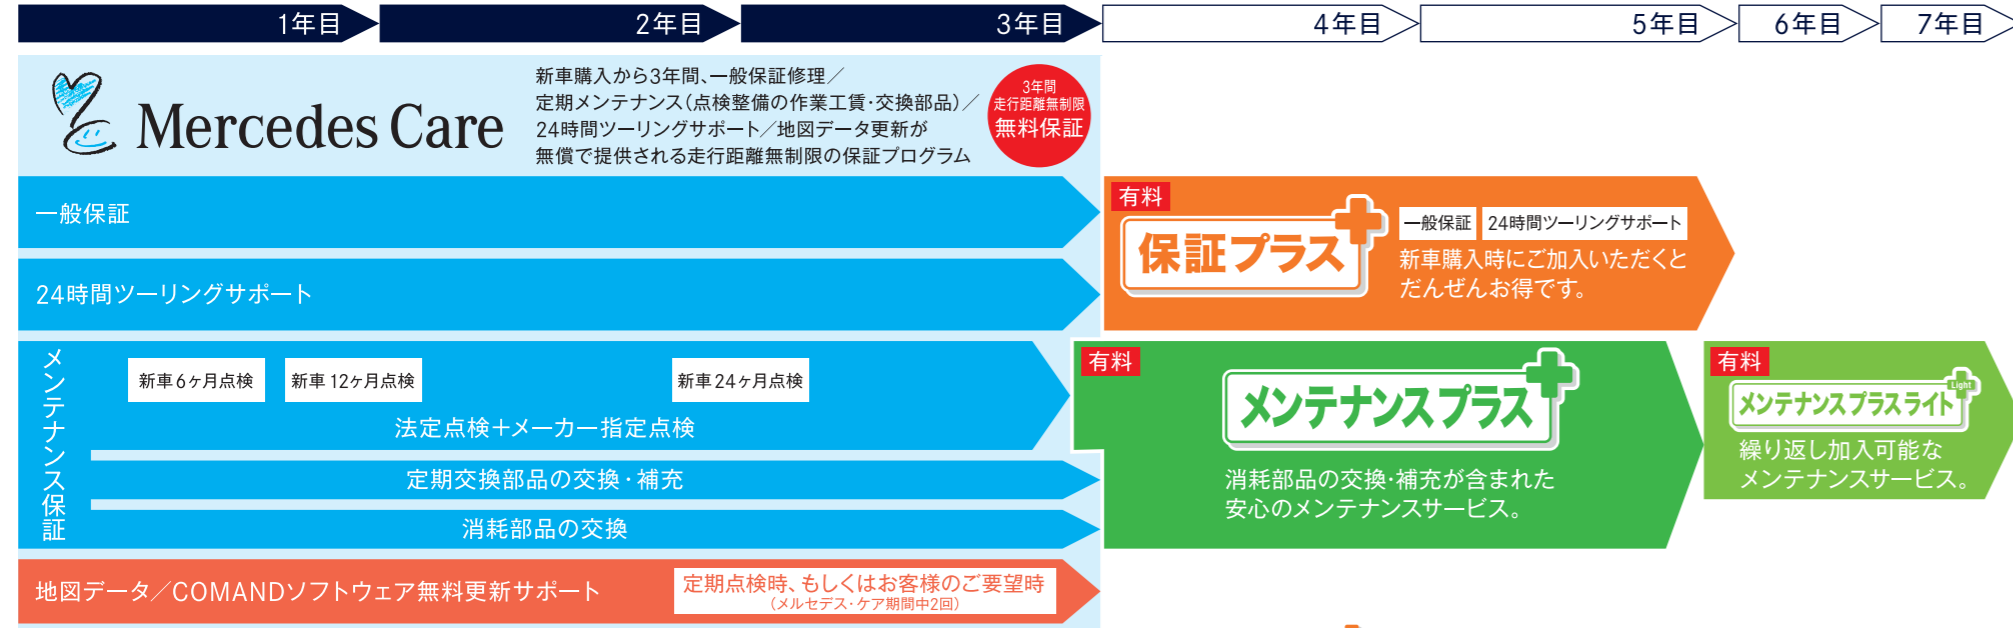 1年目
2年目
3年目
4年目
5年目
6年目
7年目
Mercedes Care
新車購入から3年間、一般保証修理／
定期メンテナンス（点検整備の作業工賃・交換部品）／
24時間ツーリングサポート／地図データ更新が
無償で提供される走行距離無制限の保証プログラム
3年間
走行距離無制限
無料保証
一般保証
24時間ツーリングサポート
有料
保証プラス
一般保証
24時間ツーリングサポート
新車購入時にご加入いただくと
だんぜんお得です。
メンテナンス保証
新車6ヶ月点検
新車12ヶ月点検
新車24ヶ月点検
法定点検＋メーカー指定点検
定期交換部品の交換・補充
消耗部品の交換
有料
メンテナンスプラス
消耗部品の交換・補充が含まれた
安心のメンテナンスサービス。
有料
メンテナンスプラスライト
Light
繰り返し加入可能な
メンテナンスサービス。
地図データ／COMANDソフトウェア無料更新サポート
定期点検時、もしくはお客様のご要望時
（メルセデス・ケア期間中2回）